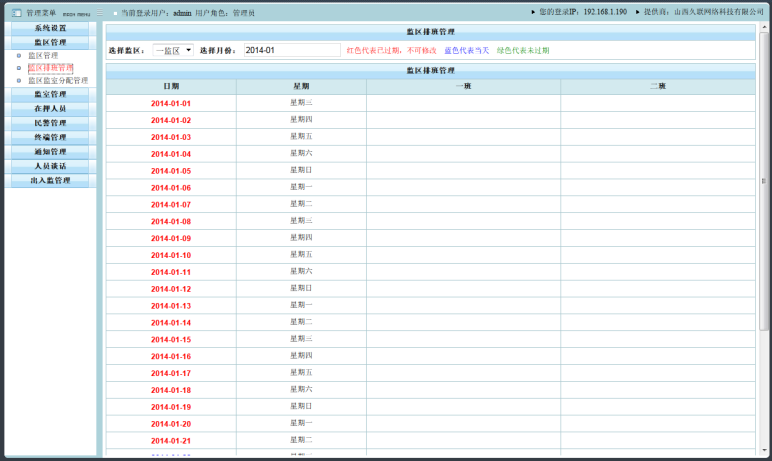 管理菜单 MAIN MENU 当前登录用户：admin 用户角色：管理员 您的登录IP：192.168.1.190 提供商：山西久联网络科技有限公司
系统设置
监区管理
监区管理
监区排班管理
监区监室分配管理
监室管理
在押人员
民警管理
终端管理
通知管理
人员谈话
出入监管理
监区排班管理
选择监区： 一监区 选择月份： 2014-01 红色代表已过期，不可修改 蓝色代表当天 绿色代表未过期
监区排班管理
日期 星期 一班 二班
2014-01-01 星期三
2014-01-02 星期四
2014-01-03 星期五
2014-01-04 星期六
2014-01-05 星期日
2014-01-06 星期一
2014-01-07 星期二
2014-01-08 星期三
2014-01-09 星期四
2014-01-10 星期五
2014-01-11 星期六
2014-01-12 星期日
2014-01-13 星期一
2014-01-14 星期二
2014-01-15 星期三
2014-01-16 星期四
2014-01-17 星期五
2014-01-18 星期六
2014-01-19 星期日
2014-01-20 星期一
2014-01-21 星期二